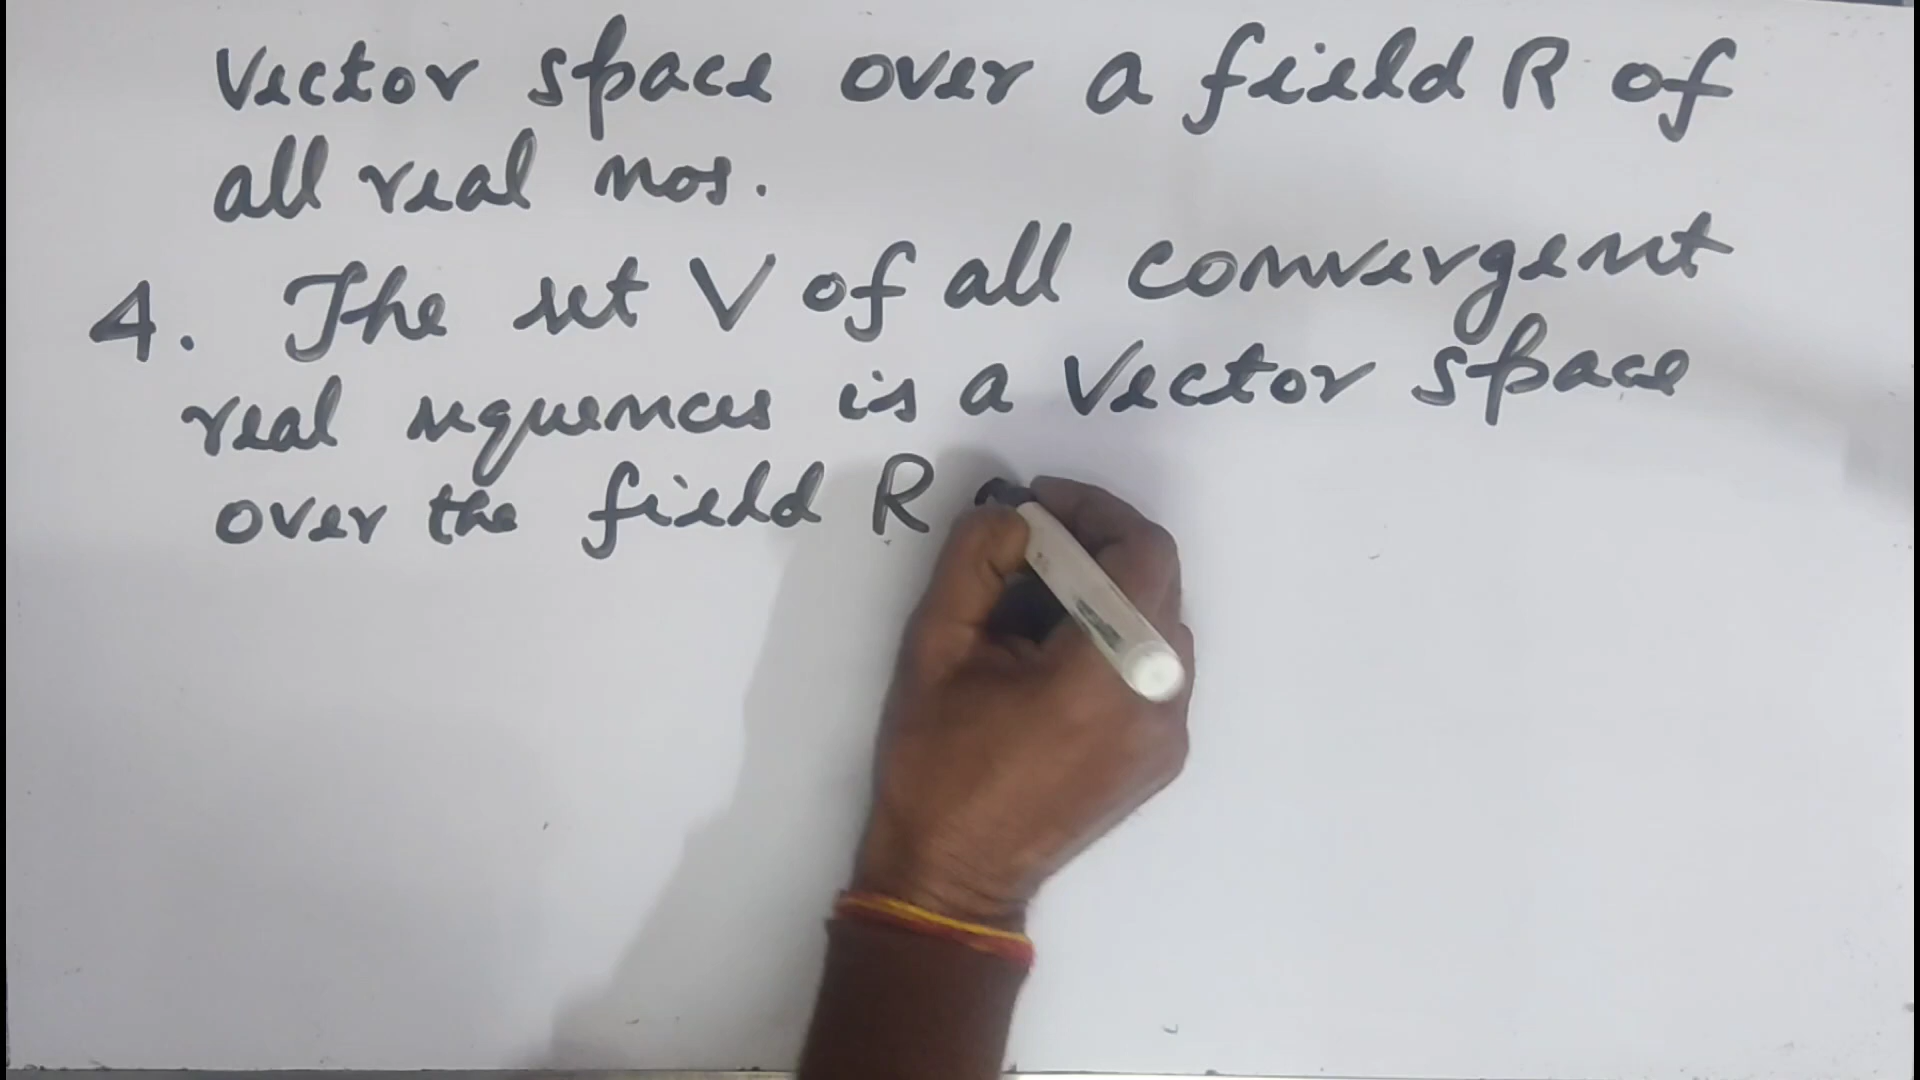 Vector space over a field R of
all real nos.
4. The set V of all convergent
real sequences is a Vector space
over the field R